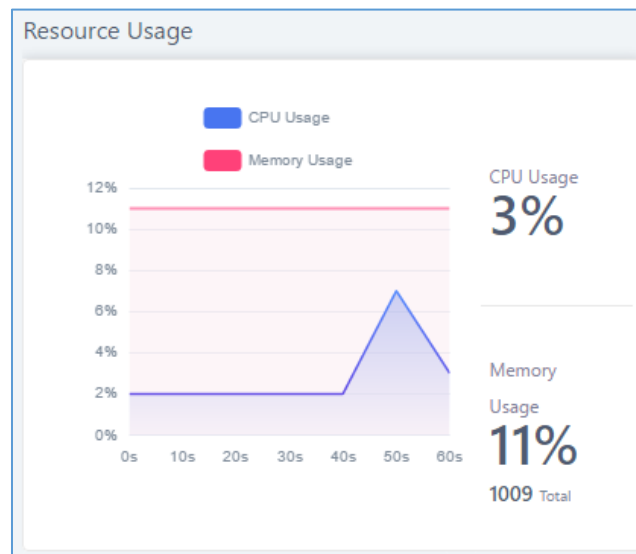 Resource Usage
CPU Usage
Memory Usage
12%
10%
8%
6%
4%
2%
0%
0s 10s 20s 30s 40s 50s 60s
CPU Usage
3%
Memory
Usage
11%
1009 Total